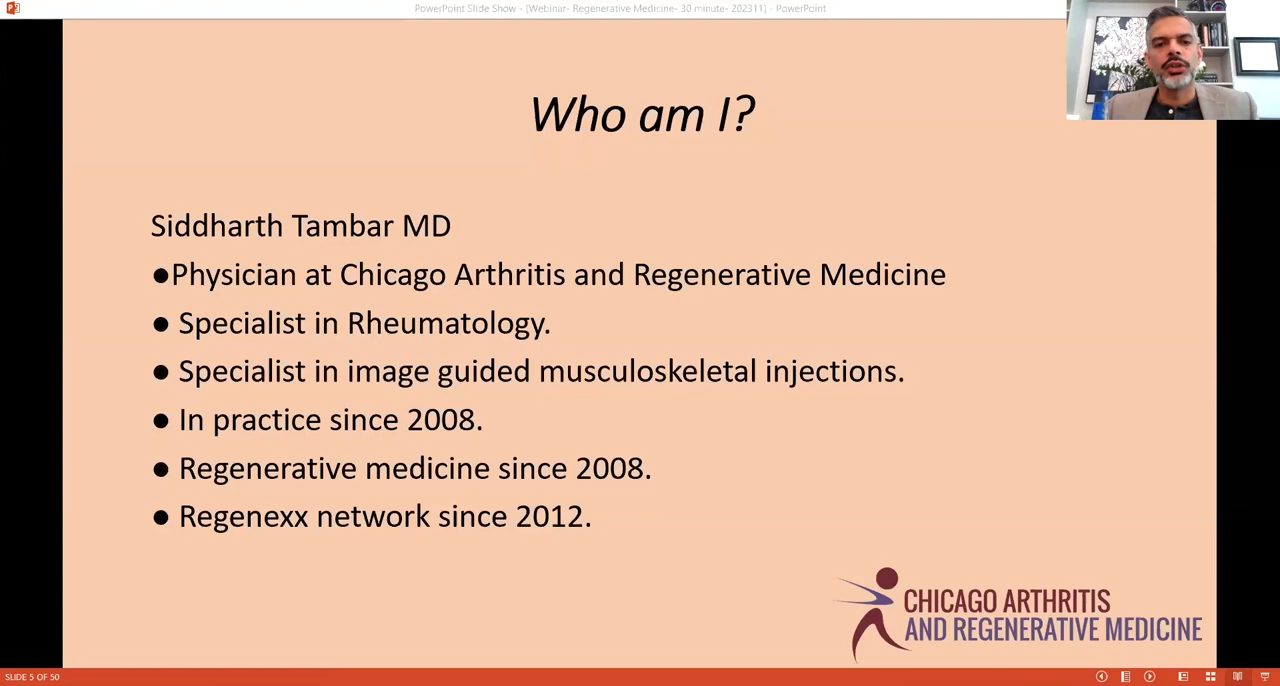 PowerPoint Slide Show - [Webinar- Regenerative Medicine- 30 minute- 202311] - PowerPoint
Who am I?
Siddharth Tambar MD
●Physician at Chicago Arthritis and Regenerative Medicine
● Specialist in Rheumatology.
● Specialist in image guided musculoskeletal injections.
● In practice since 2008.
● Regenerative medicine since 2008.
● Regenexx network since 2012.
CHICAGO ARTHRITIS
AND REGENERATIVE MEDICINE
SLIDE 5 OF 50